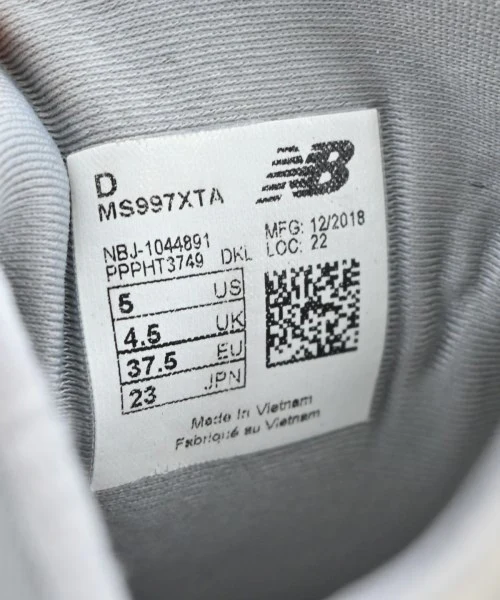 D
MS997XTA
NB
MFG: 12/2018
LOC: 22
NBJ-1044891
PPPHT3749 DKL
5 US
4.5 UK
37.5 EU
23 JPN
Made in Vietnam
Fabriqué au Vietnam